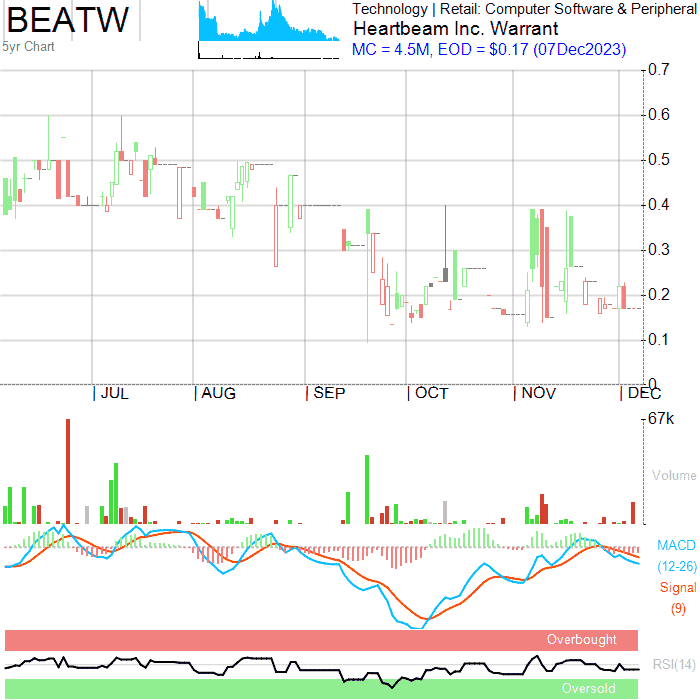 BEATW
5yr Chart
Technology | Retail: Computer Software & Peripheral
Heartbeam Inc. Warrant
MC = 4.5M, EOD = $0.17 (07Dec2023)
0.7
0.6
0.5
0.4
0.3
0.2
0.1
0
JUL AUG SEP OCT NOV DEC
67k
Volume
MACD
(12-26)
Signal
(9)
Overbought
RSI(14)
Oversold